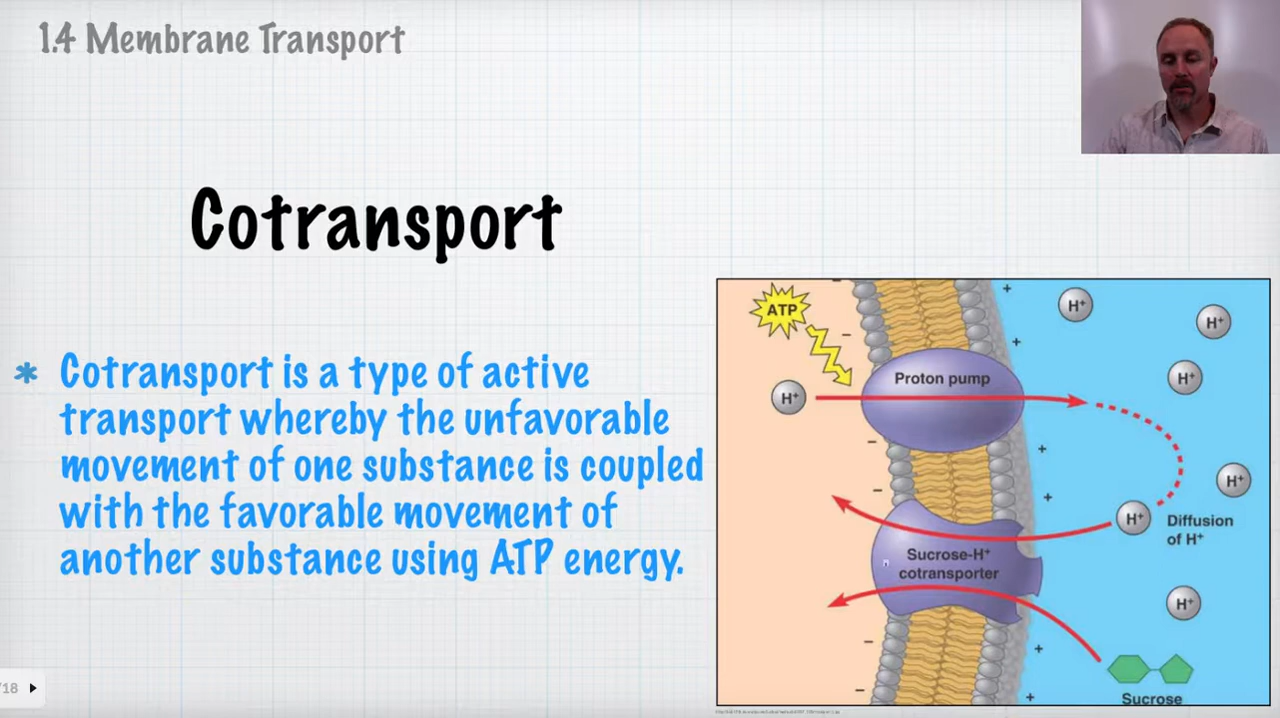 1.4 Membrane Transport
Cotransport
* Cotransport is a type of active
transport whereby the unfavorable
movement of one substance is coupled
with the favorable movement of
another substance using ATP energy.
ATP
H⁺
H⁺
H⁺
H⁺
Proton pump
H⁺
H⁺
Diffusion
of H⁺
Sucrose-H⁺
cotransporter
H⁺
Sucrose
/18